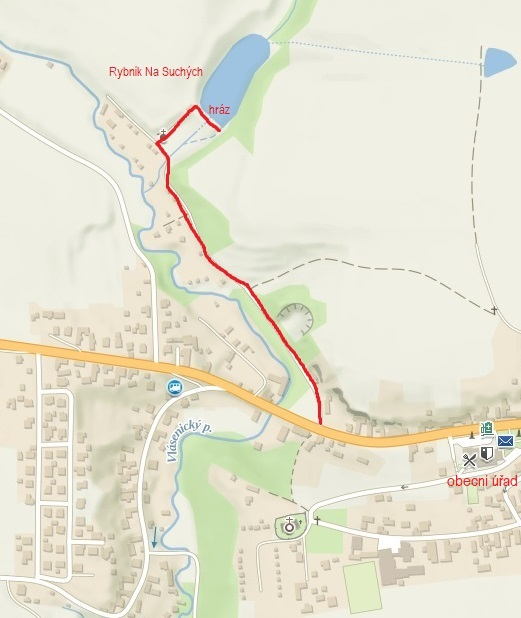 Rybník Na Suchých
hráz
Vlásenický p.
obecní úřad